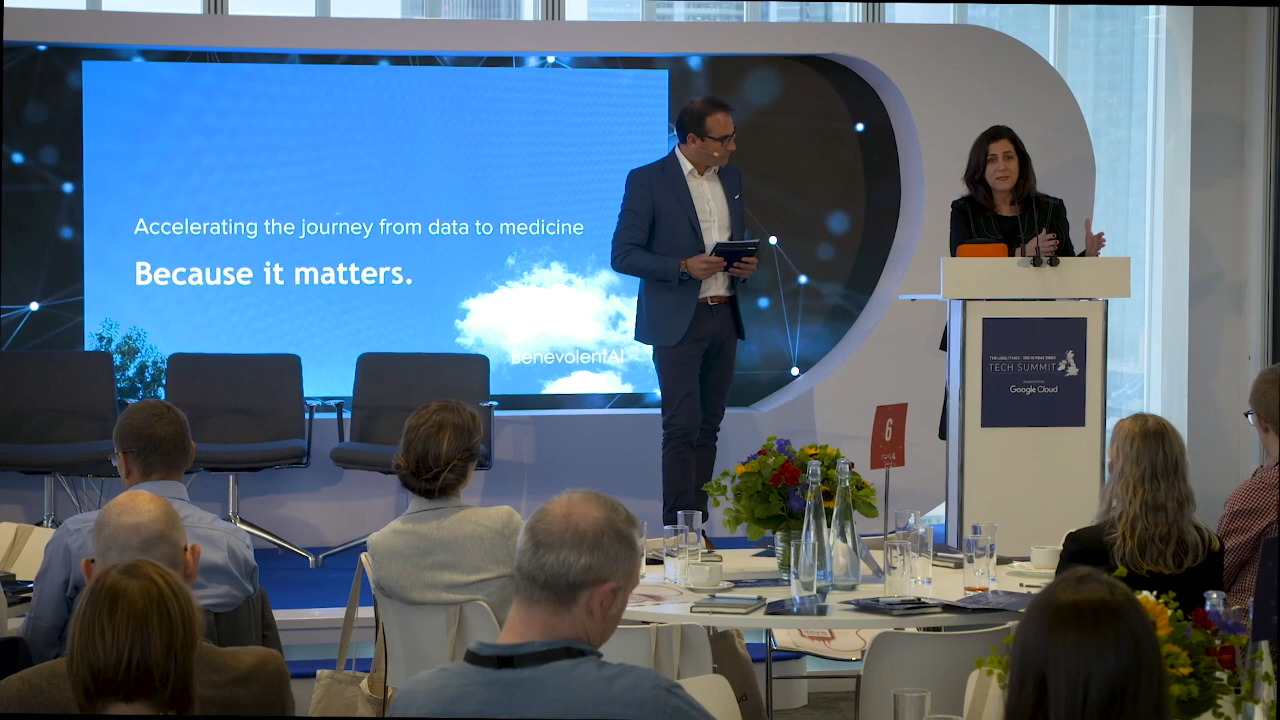 Accelerating the journey from data to medicine
Because it matters.
BenevolentAI
TECH SUMMIT
Google Cloud
6